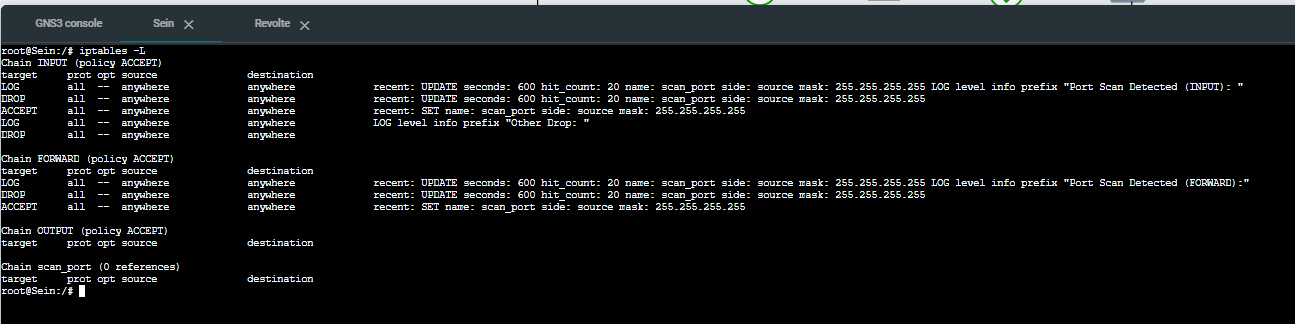 GNS3 console Sein × Revolte ×
root@Sein:/# iptables -L
Chain INPUT (policy ACCEPT)
target     prot opt source               destination
LOG        all  --  anywhere             anywhere             recent: UPDATE seconds: 600 hit_count: 20 name: scan_port side: source mask: 255.255.255.255 LOG level info prefix "Port Scan Detected (INPUT): "
DROP       all  --  anywhere             anywhere             recent: UPDATE seconds: 600 hit_count: 20 name: scan_port side: source mask: 255.255.255.255
ACCEPT     all  --  anywhere             anywhere             recent: SET name: scan_port side: source mask: 255.255.255.255
LOG        all  --  anywhere             anywhere             LOG level info prefix "Other Drop: "
DROP       all  --  anywhere             anywhere
Chain FORWARD (policy ACCEPT)
target     prot opt source               destination
LOG        all  --  anywhere             anywhere             recent: UPDATE seconds: 600 hit_count: 20 name: scan_port side: source mask: 255.255.255.255 LOG level info prefix "Port Scan Detected (FORWARD):"
DROP       all  --  anywhere             anywhere             recent: UPDATE seconds: 600 hit_count: 20 name: scan_port side: source mask: 255.255.255.255
ACCEPT     all  --  anywhere             anywhere             recent: SET name: scan_port side: source mask: 255.255.255.255
Chain OUTPUT (policy ACCEPT)
target     prot opt source               destination
Chain scan_port (0 references)
target     prot opt source               destination
root@Sein:/#